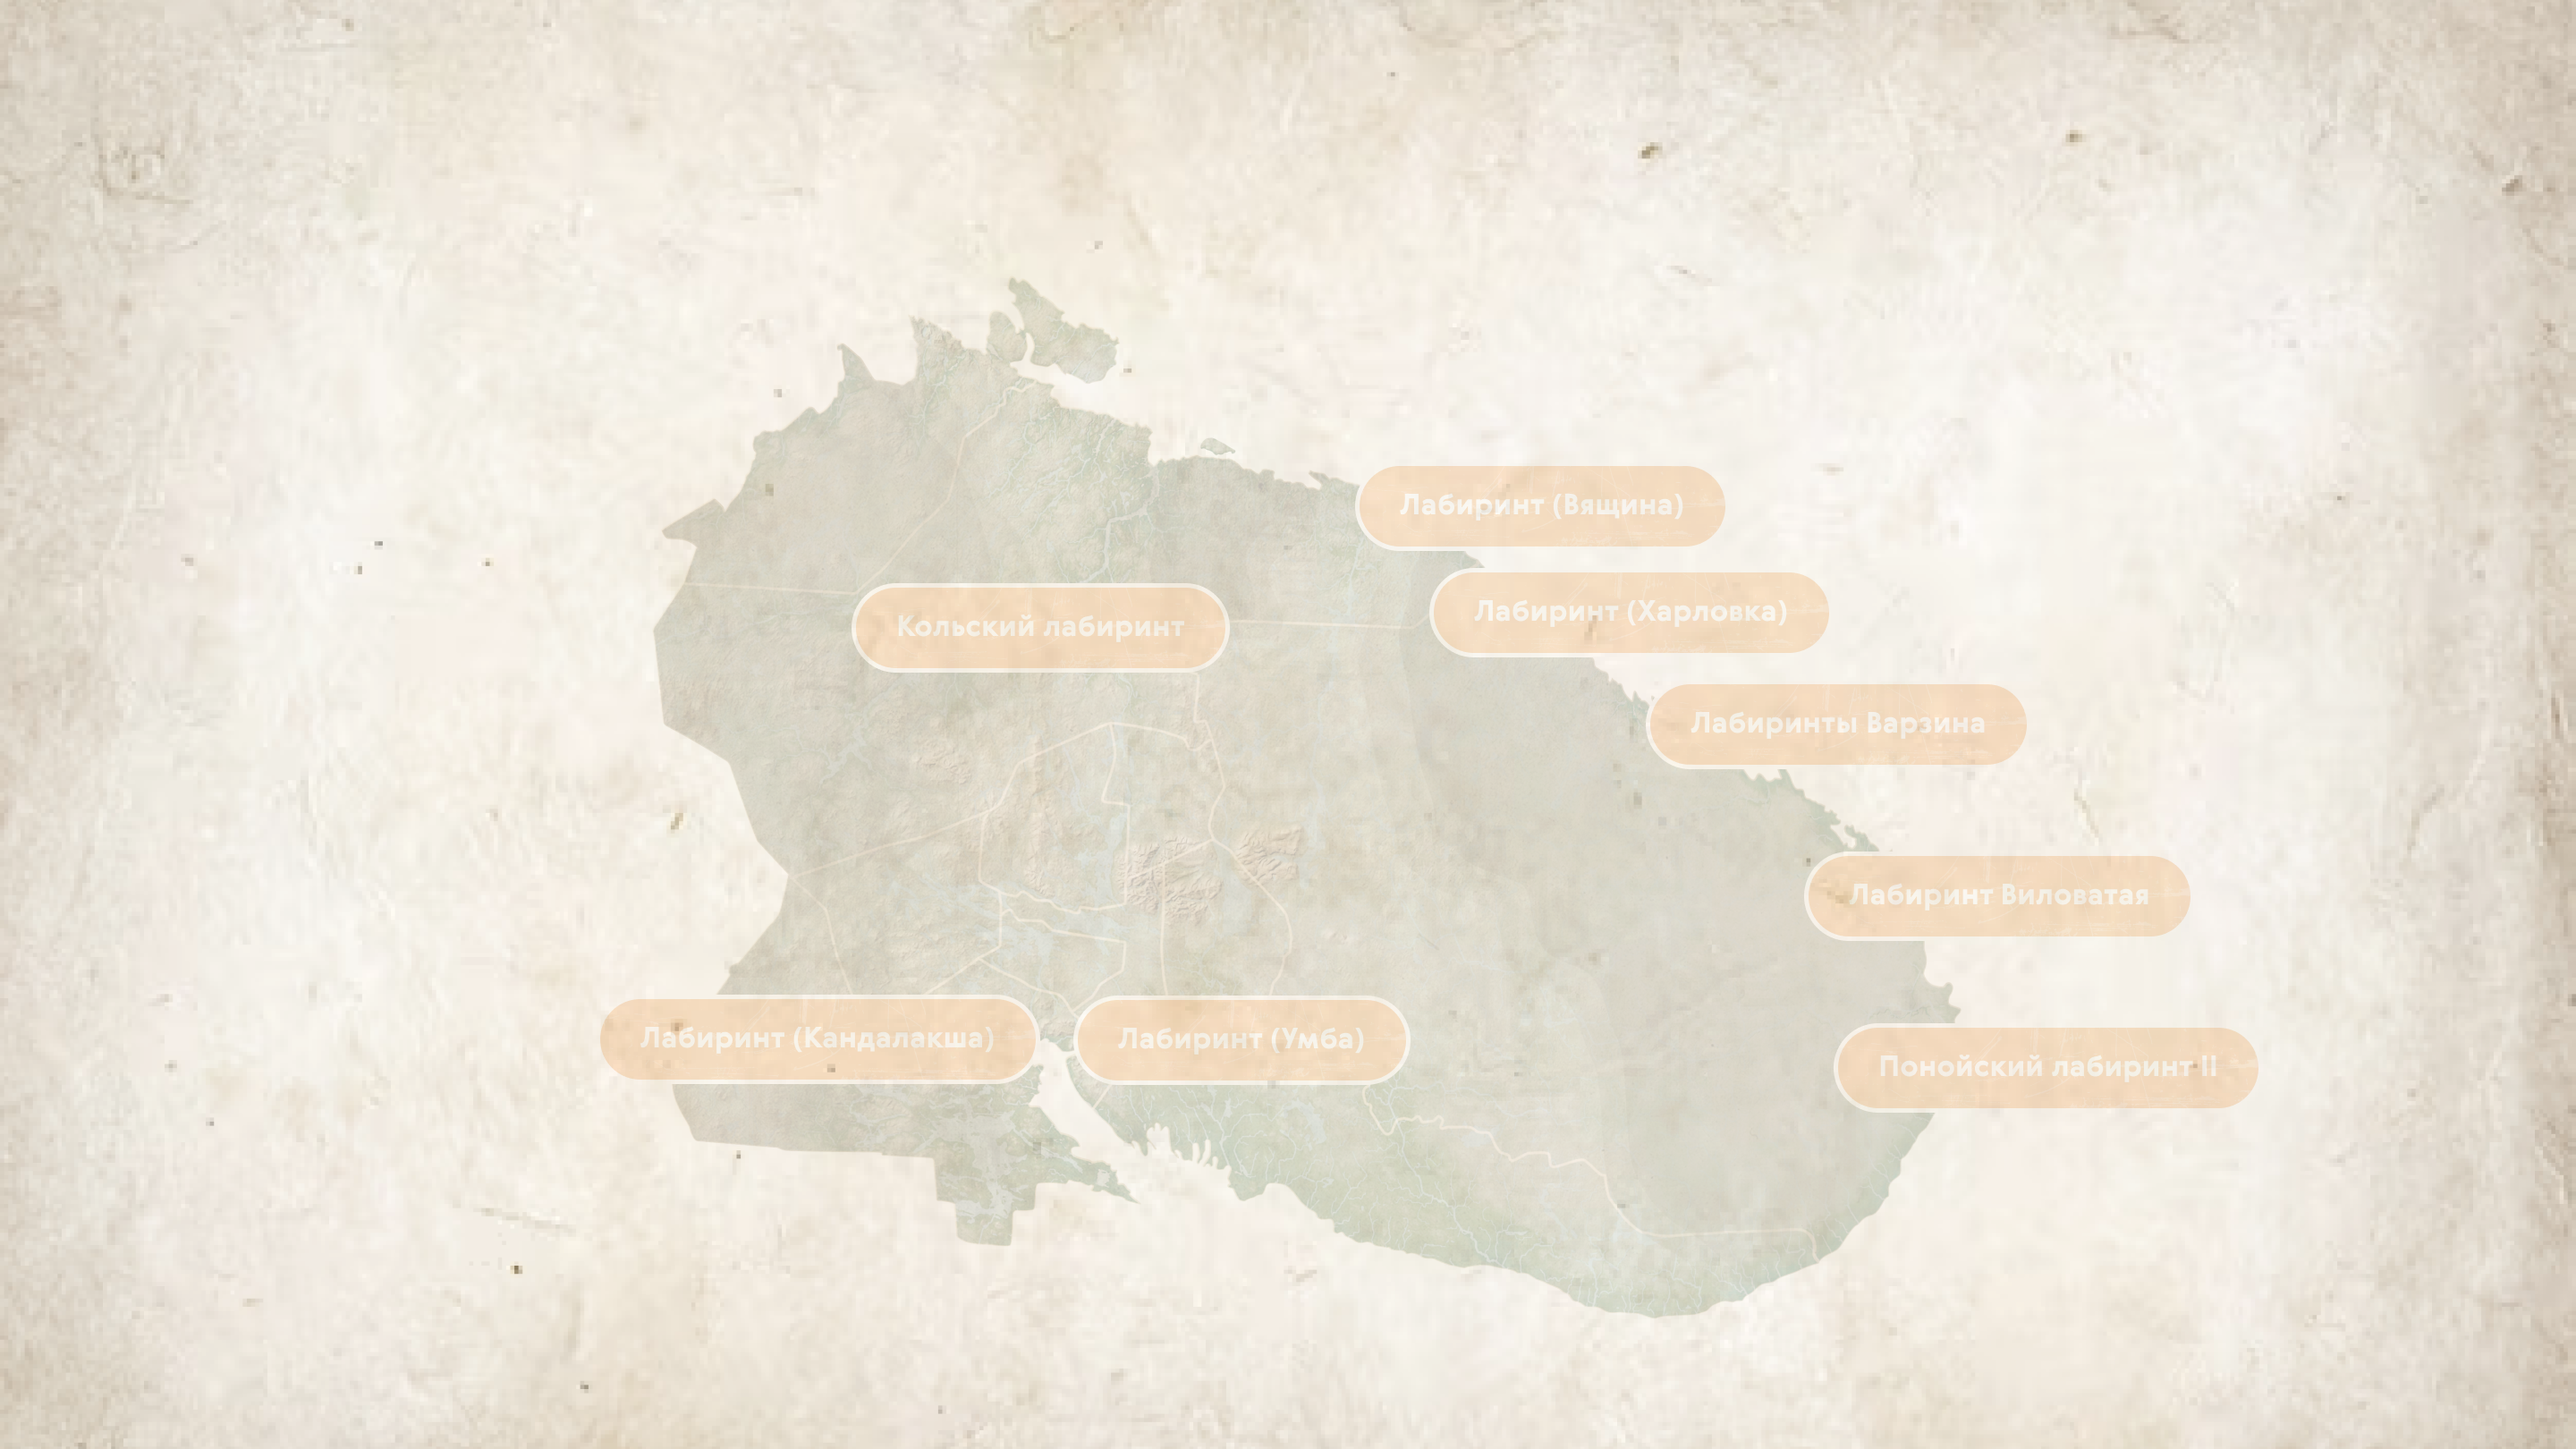 Лабиринт (Вящина)
Лабиринт (Харловка)
Кольский лабиринт
Лабиринты Варзина
Лабиринт Виловатая
Лабиринт (Кандалакша)
Лабиринт (Умба)
Понойский лабиринт II